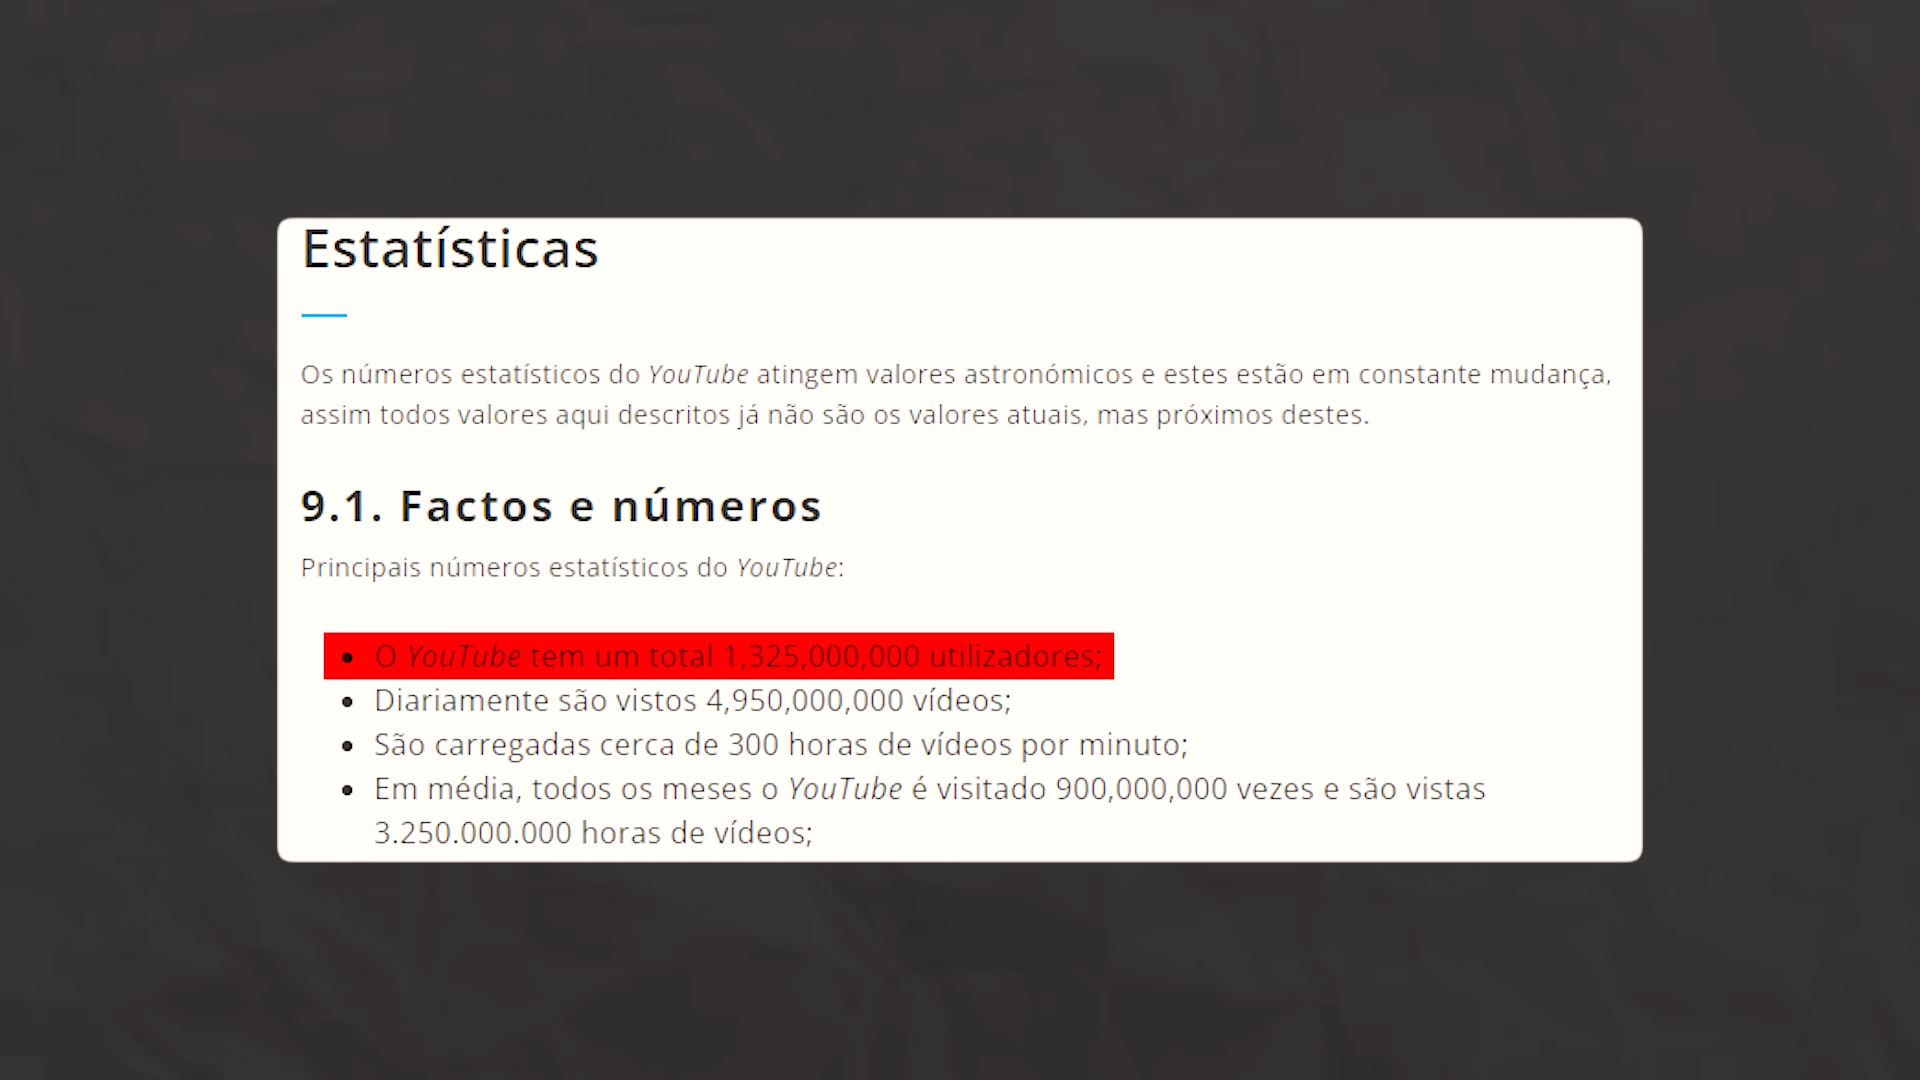 Estatísticas
Os números estatísticos do YouTube atingem valores astronómicos e estes estão em constante mudança,
assim todos valores aqui descritos já não são os valores atuais, mas próximos destes.
9.1. Factos e números
Principais números estatísticos do YouTube:
• O YouTube tem um total 1,325,000,000 utilizadores;
• Diariamente são vistos 4,950,000,000 vídeos;
• São carregadas cerca de 300 horas de vídeos por minuto;
• Em média, todos os meses o YouTube é visitado 900,000,000 vezes e são vistas
3.250.000.000 horas de vídeos;